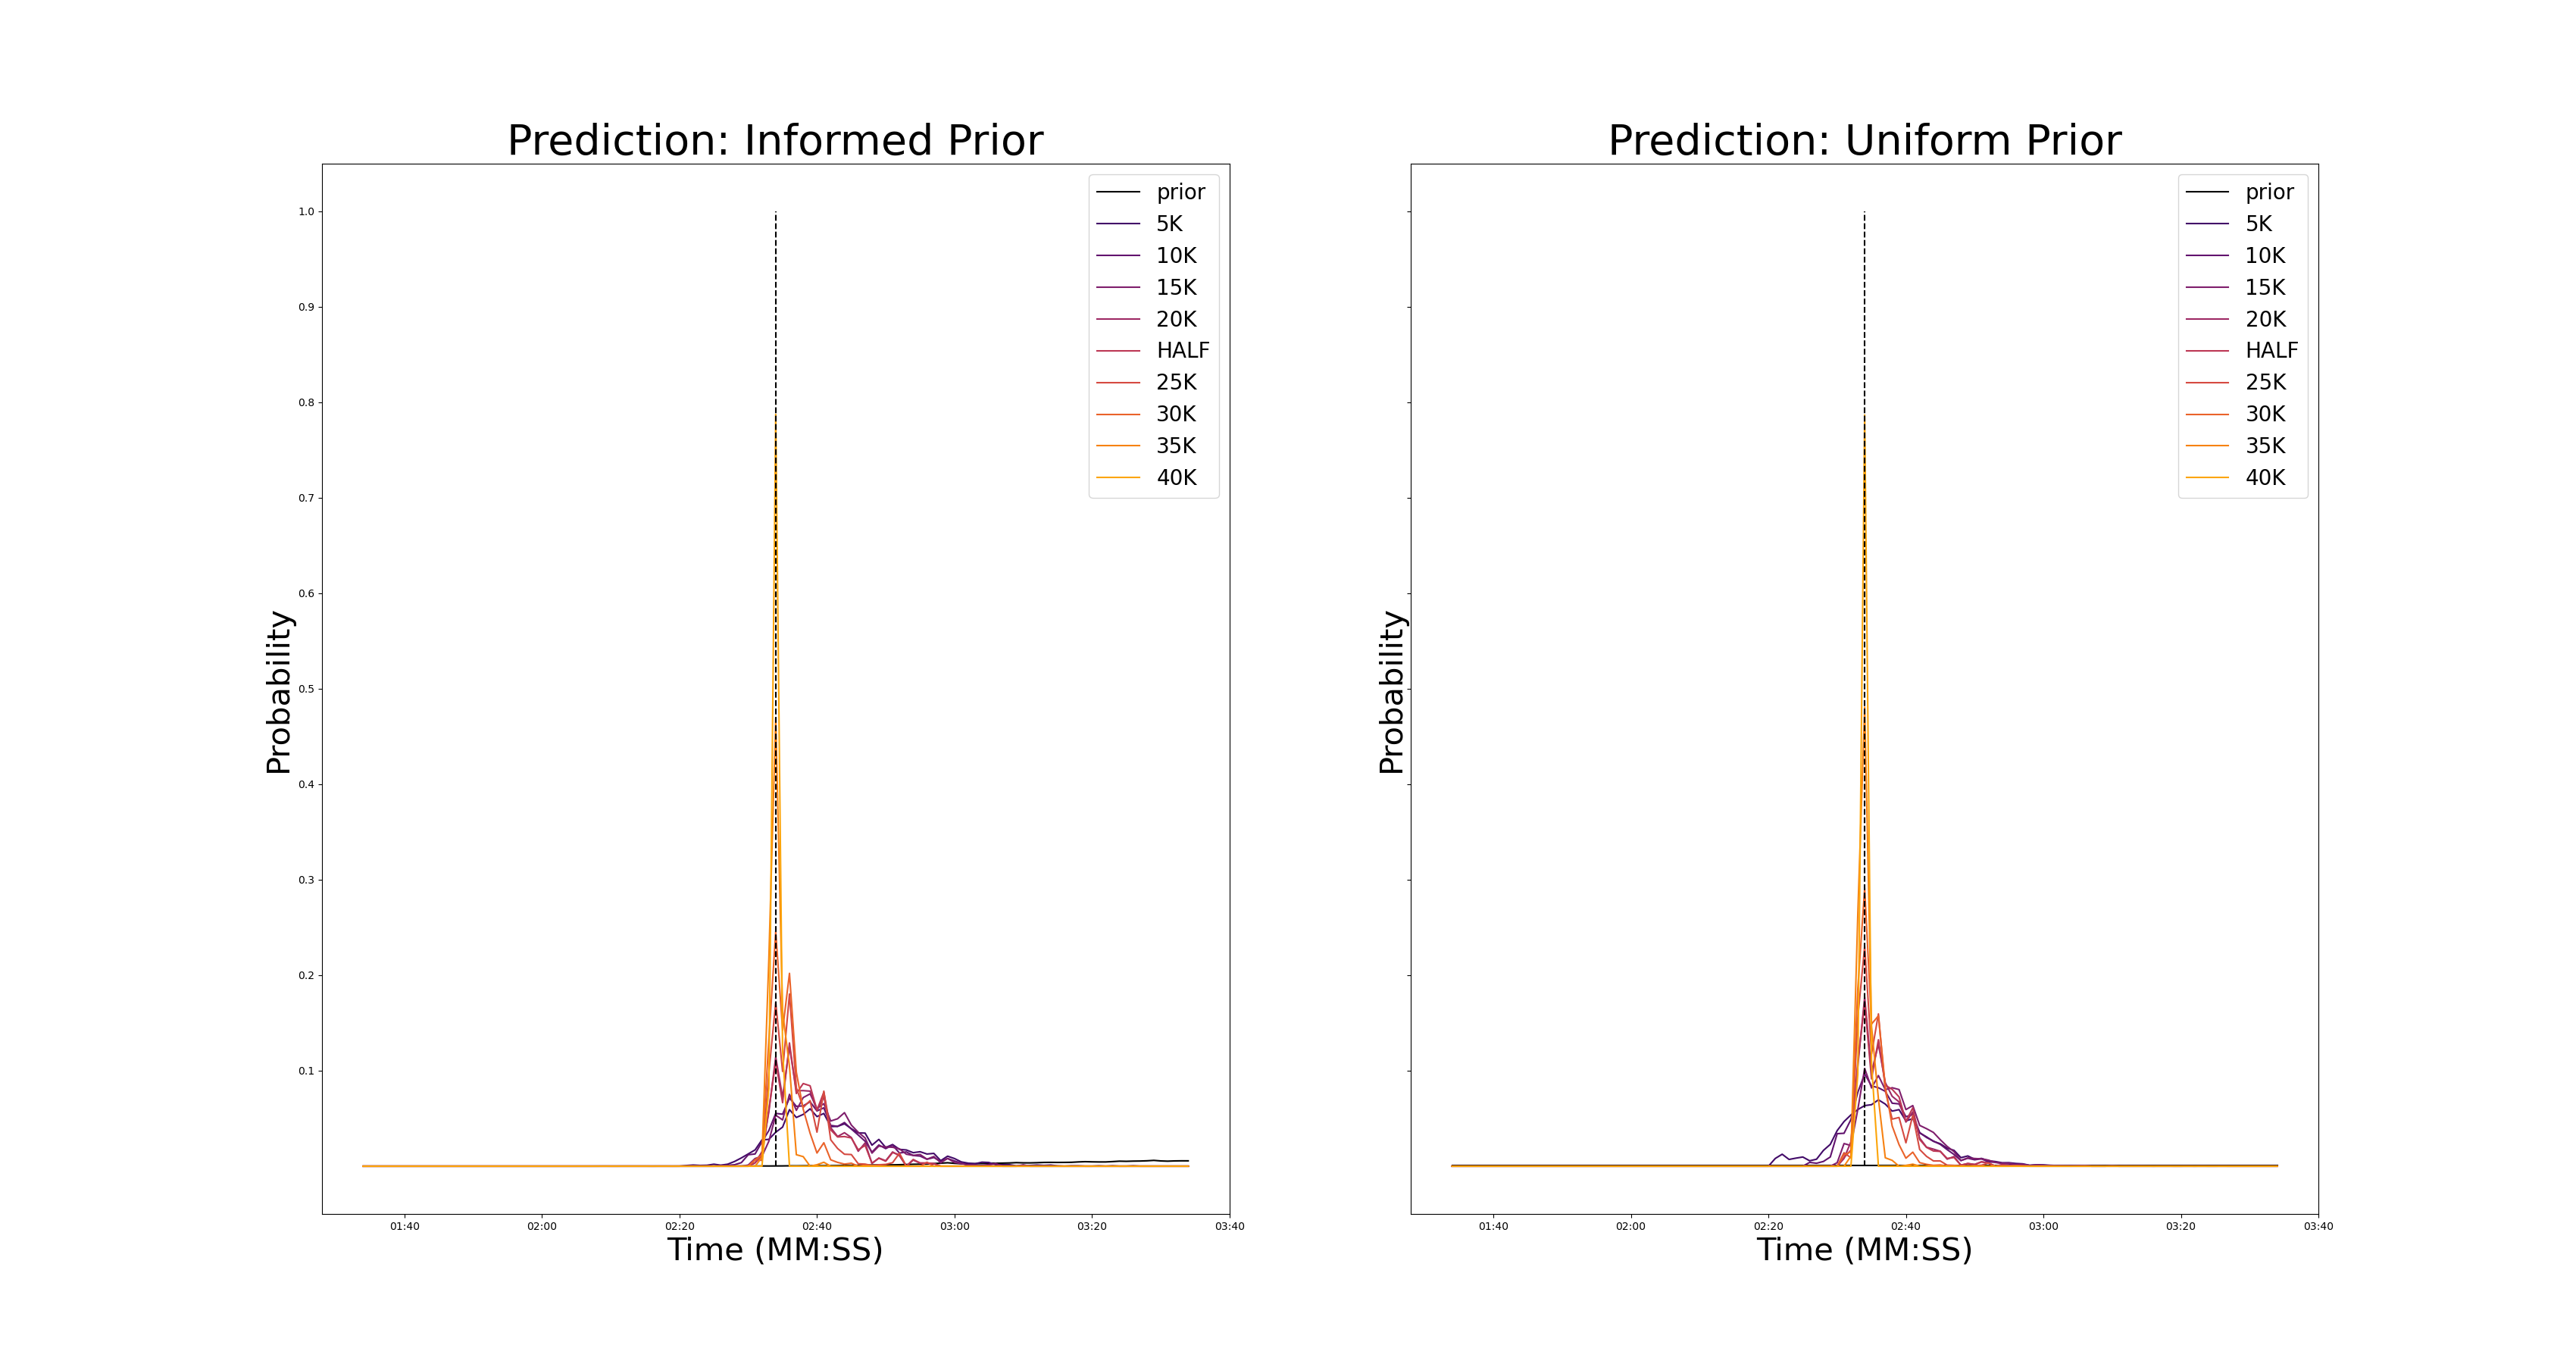 Prediction: Informed Prior
Probability
1.0
0.9
0.8
0.7
0.6
0.5
0.4
0.3
0.2
0.1
prior
5K
10K
15K
20K
HALF
25K
30K
35K
40K
01:40 02:00 02:20 02:40 03:00 03:20 03:40
Time (MM:SS)
Prediction: Uniform Prior
Probability
prior
5K
10K
15K
20K
HALF
25K
30K
35K
40K
01:40 02:00 02:20 02:40 03:00 03:20 03:40
Time (MM:SS)